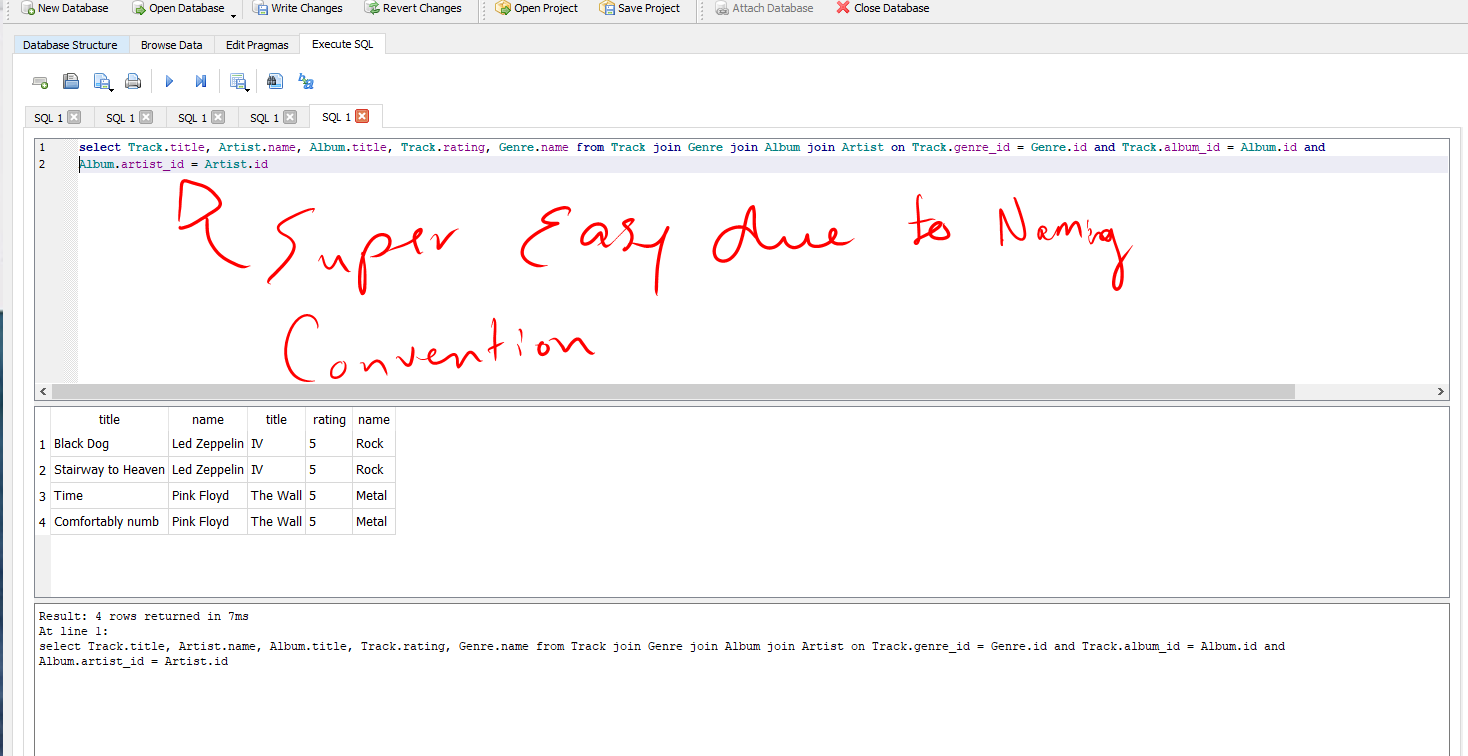 New Database Open Database Write Changes Revert Changes Open Project Save Project Attach Database Close Database
Database Structure Browse Data Edit Pragmas Execute SQL
SQL 1 SQL 1 SQL 1 SQL 1 SQL 1
1 select Track.title, Artist.name, Album.title, Track.rating, Genre.name from Track join Genre join Album join Artist on Track.genre_id = Genre.id and Track.album_id = Album.id and
2 Album.artist_id = Artist.id
Super Easy due to Naming
Convention
title name title rating name
1 Black Dog Led Zeppelin IV 5 Rock
2 Stairway to Heaven Led Zeppelin IV 5 Rock
3 Time Pink Floyd The Wall 5 Metal
4 Comfortably numb Pink Floyd The Wall 5 Metal
Result: 4 rows returned in 7ms
At line 1:
select Track.title, Artist.name, Album.title, Track.rating, Genre.name from Track join Genre join Album join Artist on Track.genre_id = Genre.id and Track.album_id = Album.id and
Album.artist_id = Artist.id